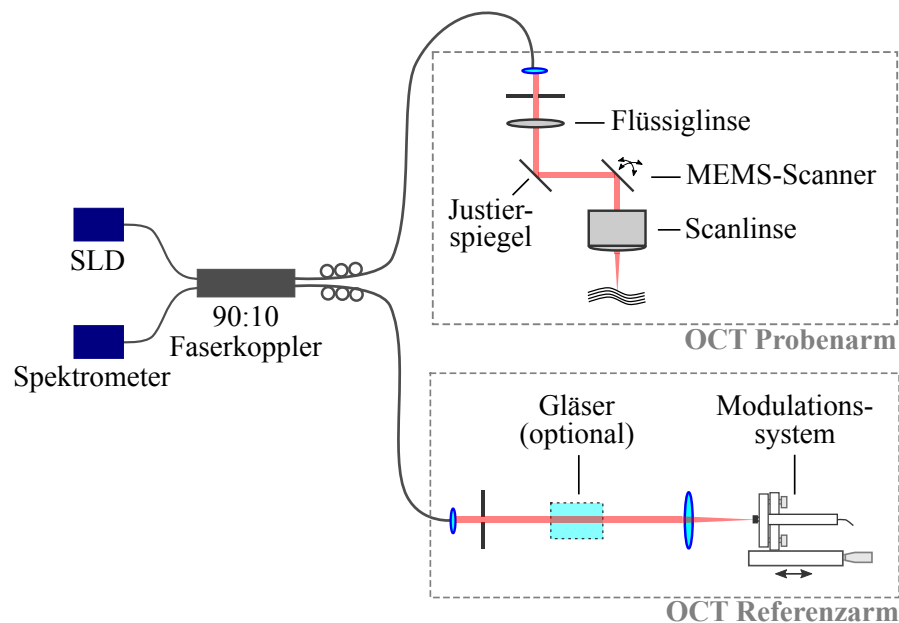 Flüssiglinse
MEMS-Scanner
Justier-
spiegel
Scanlinse
OCT Probenarm
SLD
90:10
Faserkoppler
Spektrometer
Gläser
(optional)
Modulations-
system
OCT Referenzarm